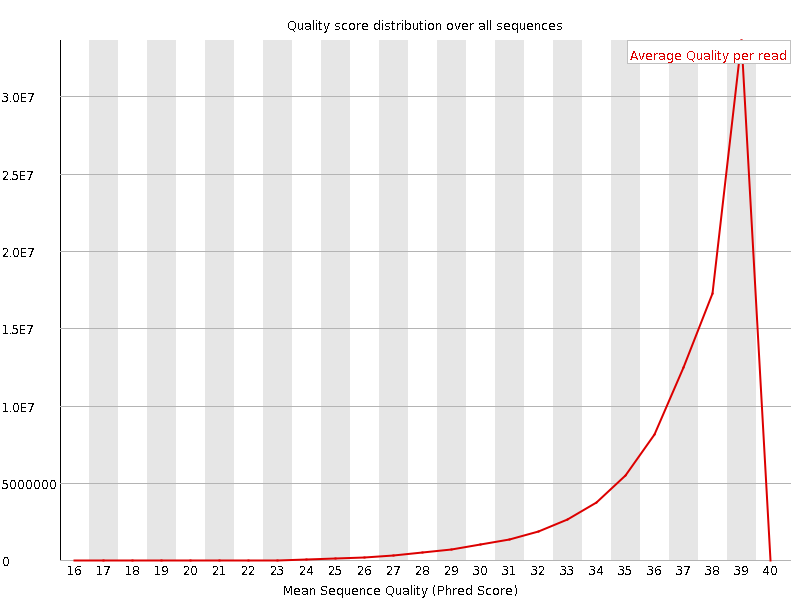 Quality score distribution over all sequences
Average Quality per read
3.0E7
2.5E7
2.0E7
1.5E7
1.0E7
5000000
0
16 17 18 19 20 21 22 23 24 25 26 27 28 29 30 31 32 33 34 35 36 37 38 39 40
Mean Sequence Quality (Phred Score)